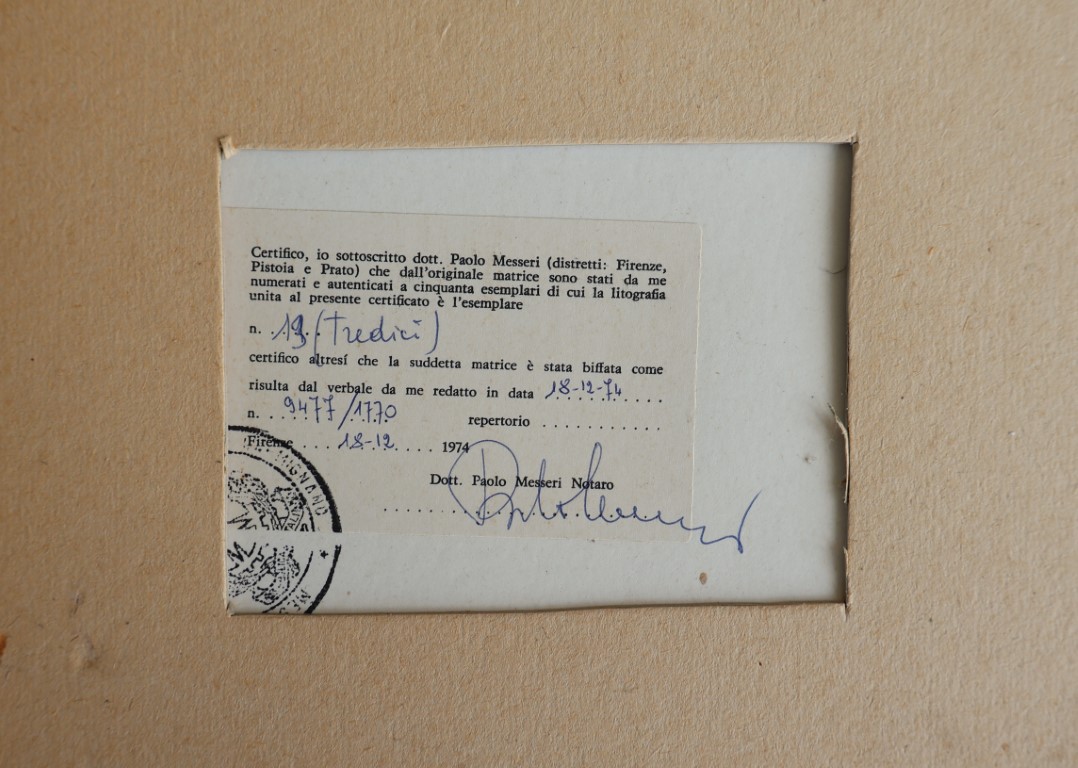 Certifico, io sottoscritto dott. Paolo Messeri (distretti: Firenze,
Pistoia e Prato) che dall'originale matrice sono stati da me
numerati e autenticati a cinquanta esemplari di cui la litografia
unita al presente certificato è l'esemplare
n. 13 (Tredici)
certifico altresí che la suddetta matrice è stata biffata come
risulta dal verbale da me redatto in data 18-12-74 . . . .
n. . 9477/1770 repertorio . . . . . . . . . . .
Firenze . . . 18-12 . . . . 1974
Dott. Paolo Messeri Notaro